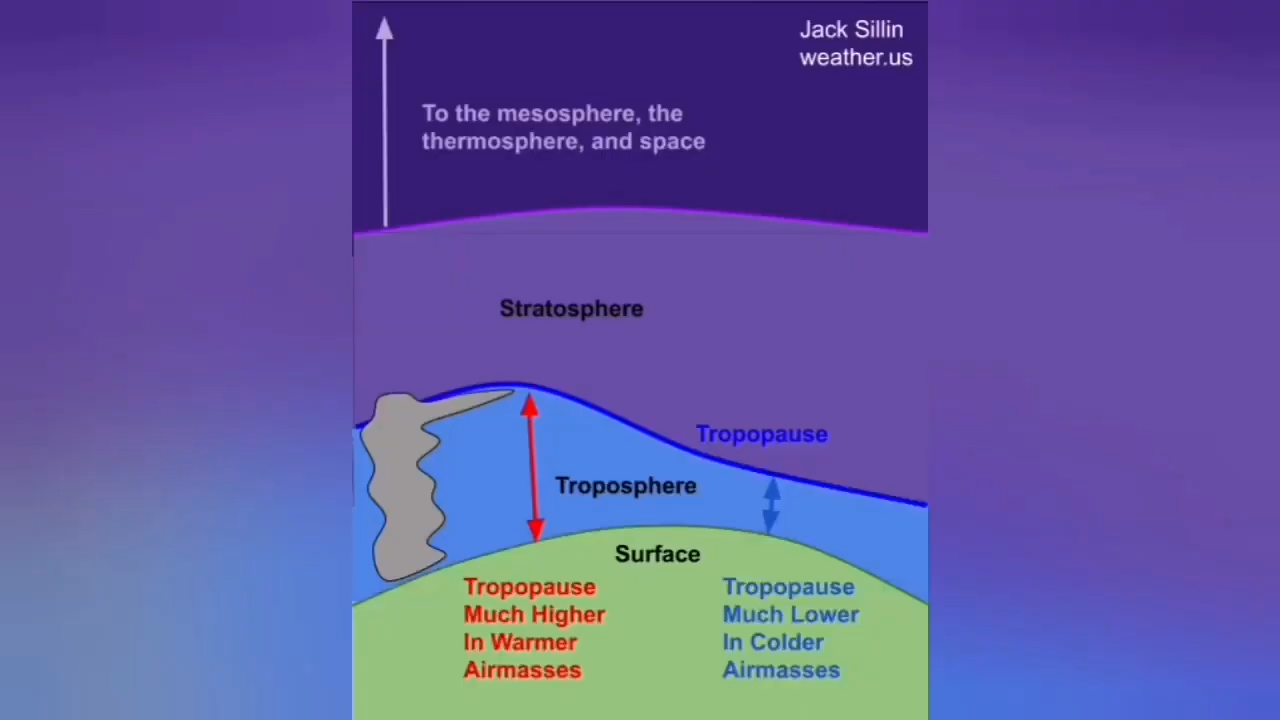 Jack Sillin
weather.us
To the mesosphere, the
thermosphere, and space
Stratosphere
Tropopause
Troposphere
Surface
Tropopause
Much Higher
In Warmer
Airmasses
Tropopause
Much Lower
In Colder
Airmasses